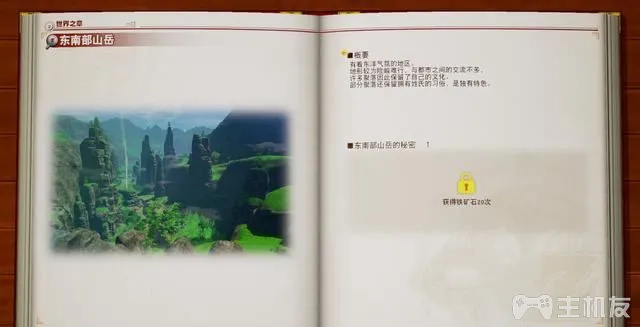 世界之章
东南部山岳
■概要
有着东洋气氛的地区。
地形较为险峻难行，与都市之间的交流不多，
许多聚落因此保留了自己的文化。
部分聚落还保留拥有姓氏的习俗，是独有特色。
■东南部山岳的秘密 1
获得铁矿石20次
主机友